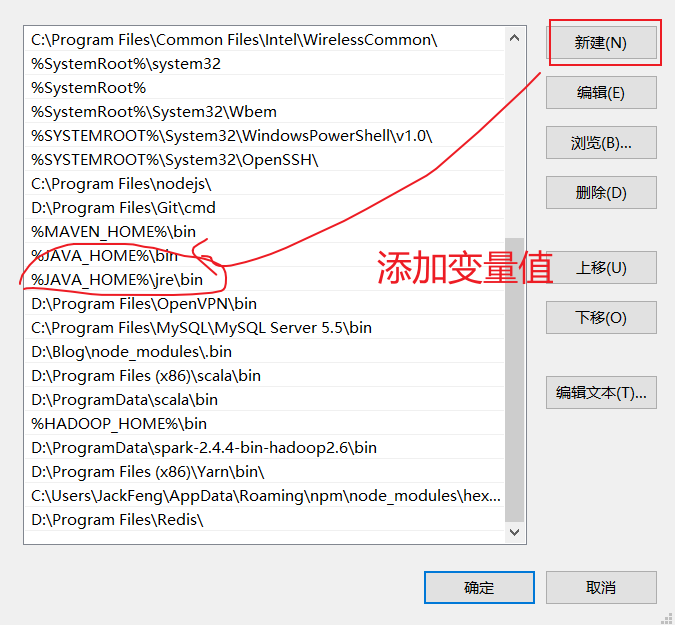 C:\Program Files\Common Files\Intel\WirelessCommon\
%SystemRoot%\system32
%SystemRoot%
%SystemRoot%\System32\Wbem
%SYSTEMROOT%\System32\WindowsPowerShell\v1.0\
%SYSTEMROOT%\System32\OpenSSH\
C:\Program Files\nodejs\
D:\Program Files\Git\cmd
%MAVEN_HOME%\bin
%JAVA_HOME%\bin
%JAVA_HOME%\jre\bin
D:\Program Files\OpenVPN\bin
C:\Program Files\MySQL\MySQL Server 5.5\bin
D:\Blog\node_modules\.bin
D:\Program Files (x86)\scala\bin
D:\ProgramData\scala\bin
%HADOOP_HOME%\bin
D:\ProgramData\spark-2.4.4-bin-hadoop2.6\bin
D:\Program Files (x86)\Yarn\bin\
C:\Users\JackFeng\AppData\Roaming\npm\node_modules\hex...
D:\Program Files\Redis\
添加变量值
新建(N)
编辑(E)
浏览(B)...
删除(D)
上移(U)
下移(O)
编辑文本(T)...
确定
取消